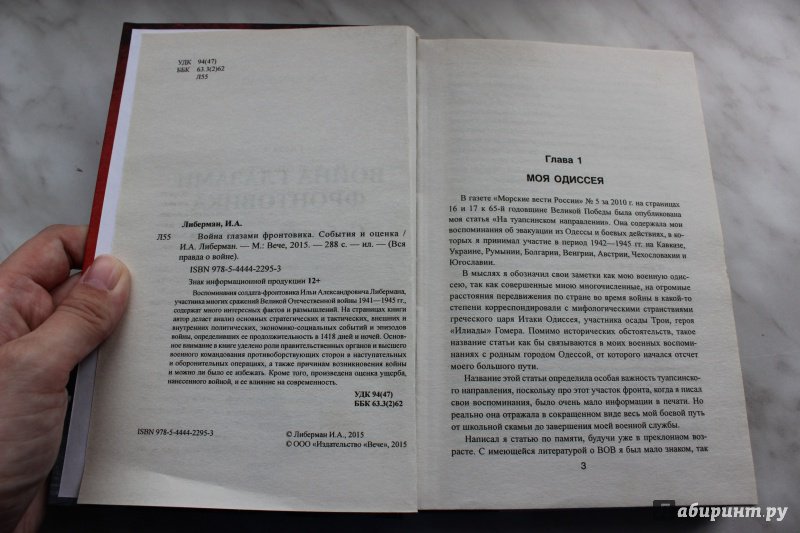 УДК 94(47)
ББК 63.3(2)62
Л55
Либерман, И.А.
Л55 Война глазами фронтовика. События и оценка /
И.А. Либерман. — М.: Вече, 2015. — 288 с. — ил. — (Вся
правда о войне).
ISBN 978-5-4444-2295-3
Знак информационной продукции 12+
Воспоминания солдата-фронтовика Ильи Александровича Либермана,
участника многих сражений Великой Отечественной войны 1941—1945 гг.,
содержат много интересных фактов и размышлений. На страницах книги
автор делает анализ основных стратегических и тактических, внешних и
внутренних политических, экономико-социальных событий и эпизодов
войны, определивших ее продолжительность в 1418 дней и ночей. Основ-
ное внимание в книге уделено роли правительственных органов и высшего
военного командования противоборствующих сторон в наступательных
и оборонительных операциях, а также причинам возникновения войны
и можно ли было ее избежать. Кроме того, произведена оценка ущерба,
нанесенного войной, и ее влияние на современность.
УДК 94(47)
ББК 63.3(2)62
ISBN 978-5-4444-2295-3
© Либерман И.А., 2015
© ООО «Издательство «Вече», 2015
Глава 1
МОЯ ОДИССЕЯ
В газете «Морские вести России» № 5 за 2010 г. на страницах
16 и 17 к 65-й годовщине Великой Победы была опубликована
моя статья «На туапсинском направлении». Она содержала мои
воспоминания об эвакуации из Одессы и боевых действиях, в ко-
торых я принимал участие в период 1942—1945 гг. на Кавказе,
Украине, Румынии, Болгарии, Венгрии, Австрии, Чехословакии и
Югославии.
В мыслях я обозначил свои заметки как мою военную одис-
сею, так как совершенные мною многочисленные, на огромные
расстояния передвижения по стране во время войны в какой-то
степени корреспондировали с мифологическими странствиями
греческого царя Итаки Одиссея, участника осады Трои, героя
«Илиады» Гомера. Помимо исторических обстоятельств, такое
название статьи как бы связываются в моих военных воспомина-
ниях с родным городом Одессой, от которого начался отсчет
моего большого пути.
Название этой статьи определила особая важность туапсинско-
го направления, поскольку про этот участок фронта, когда я писал
свои воспоминания, было очень мало информации в печати. Но
реально она отражала в сокращенном виде весь мой боевой путь
от школьной скамьи до завершения моей военной службы.
Написал я статью по памяти, будучи уже в преклонном воз-
расте. С имеющейся литературой о ВОВ я был мало знаком, так
3
Лабиринт.ру